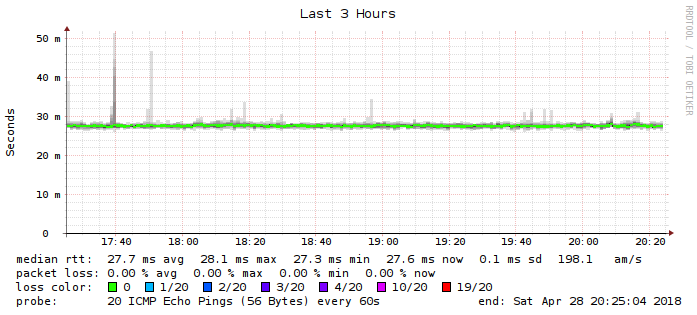 Last 3 Hours
RRDTOOL / TOBI OETIKER
Seconds
50 m
40 m
30 m
20 m
10 m
0
17:40 18:00 18:20 18:40 19:00 19:20 19:40 20:00 20:20
median rtt: 27.7 ms avg 28.1 ms max 27.3 ms min 27.6 ms now 0.1 ms sd 198.1 am/s
packet loss: 0.00 % avg 0.00 % max 0.00 % min 0.00 % now
loss color: 0 1/20 2/20 3/20 4/20 10/20 19/20
probe: 20 ICMP Echo Pings (56 Bytes) every 60s end: Sat Apr 28 20:25:04 2018